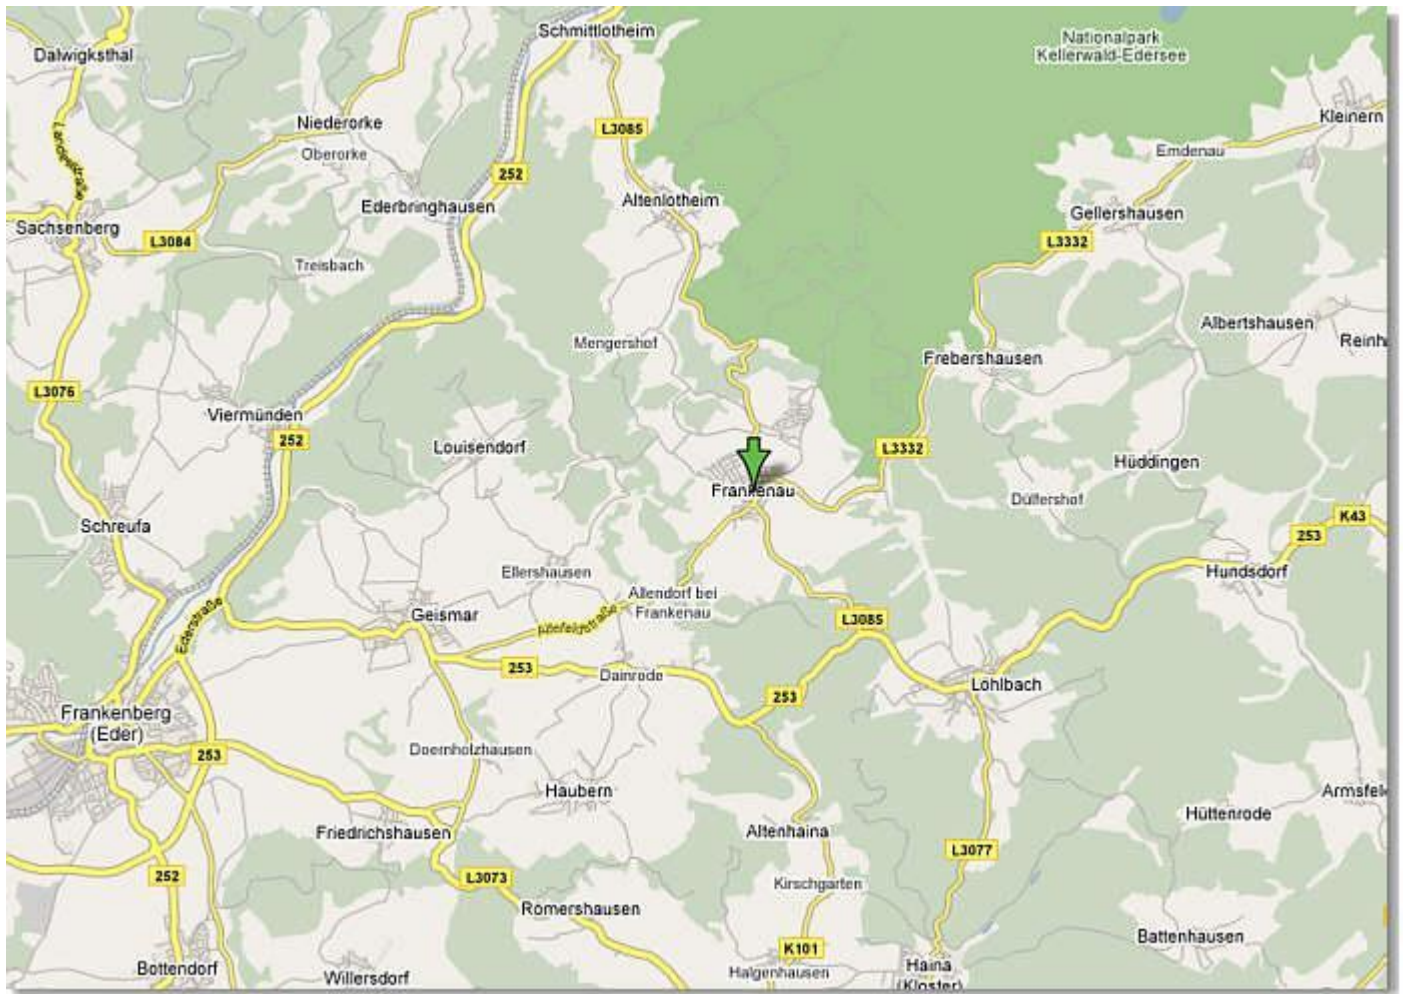 Schmittlotheim
Nationalpark
Kellerwald-Edersee
Dalwigksthal
Kleinern
Niederorke
L3085
Landesstraße
Oberorke
Emdenau
252
Altenlotheim
Ederbringhausen
Gellershausen
Sachsenberg
L3084
L3332
Treisbach
Albertshausen
Mengershof
Reinh
Frebershausen
L3076
Viermünden
252
Louisendorf
L3332
Hüddingen
Frankenau
Düllershof
Schreufa
K43
253
Ellershausen
Hundsdorf
Allendorf bei
Frankenau
Geismar
Ederstraße
L3085
253
Dainrode
Löhlbach
253
Frankenberg
(Eder)
253
Doernholzhausen
Haubern
Armsfel
Hüttenrode
Friedrichshausen
Altenhaina
L3077
252
L3073
Kirschgarten
Römershausen
Battenhausen
K101
Bottendorf
Willersdorf
Halgenhausen
Haina
(Kloster)